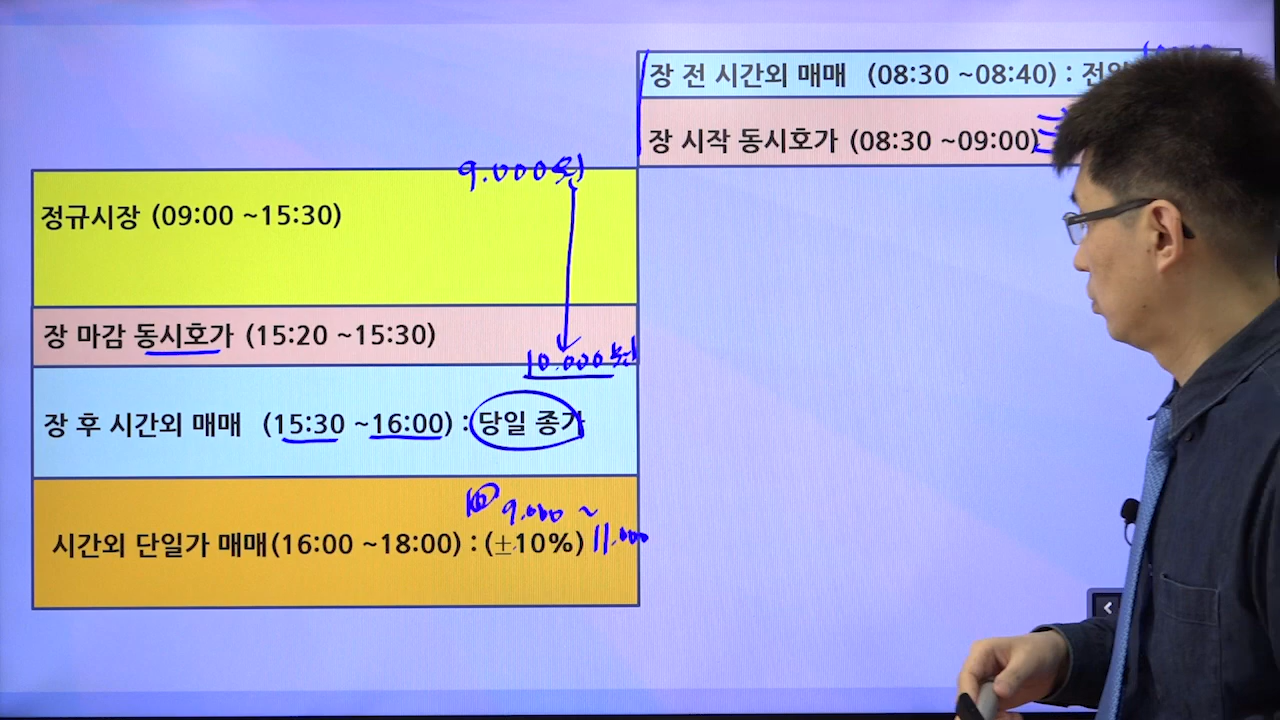 장 전 시간외 매매 (08:30 ~08:40) : 전일
장 시작 동시호가 (08:30 ~09:00)
9.000원
정규시장 (09:00 ~15:30)
장 마감 동시호가 (15:20 ~15:30)
10.000원
장 후 시간외 매매 (15:30 ~16:00) : 당일 종가
9.000 ~
시간외 단일가 매매(16:00 ~18:00) : (±10%) 11.000